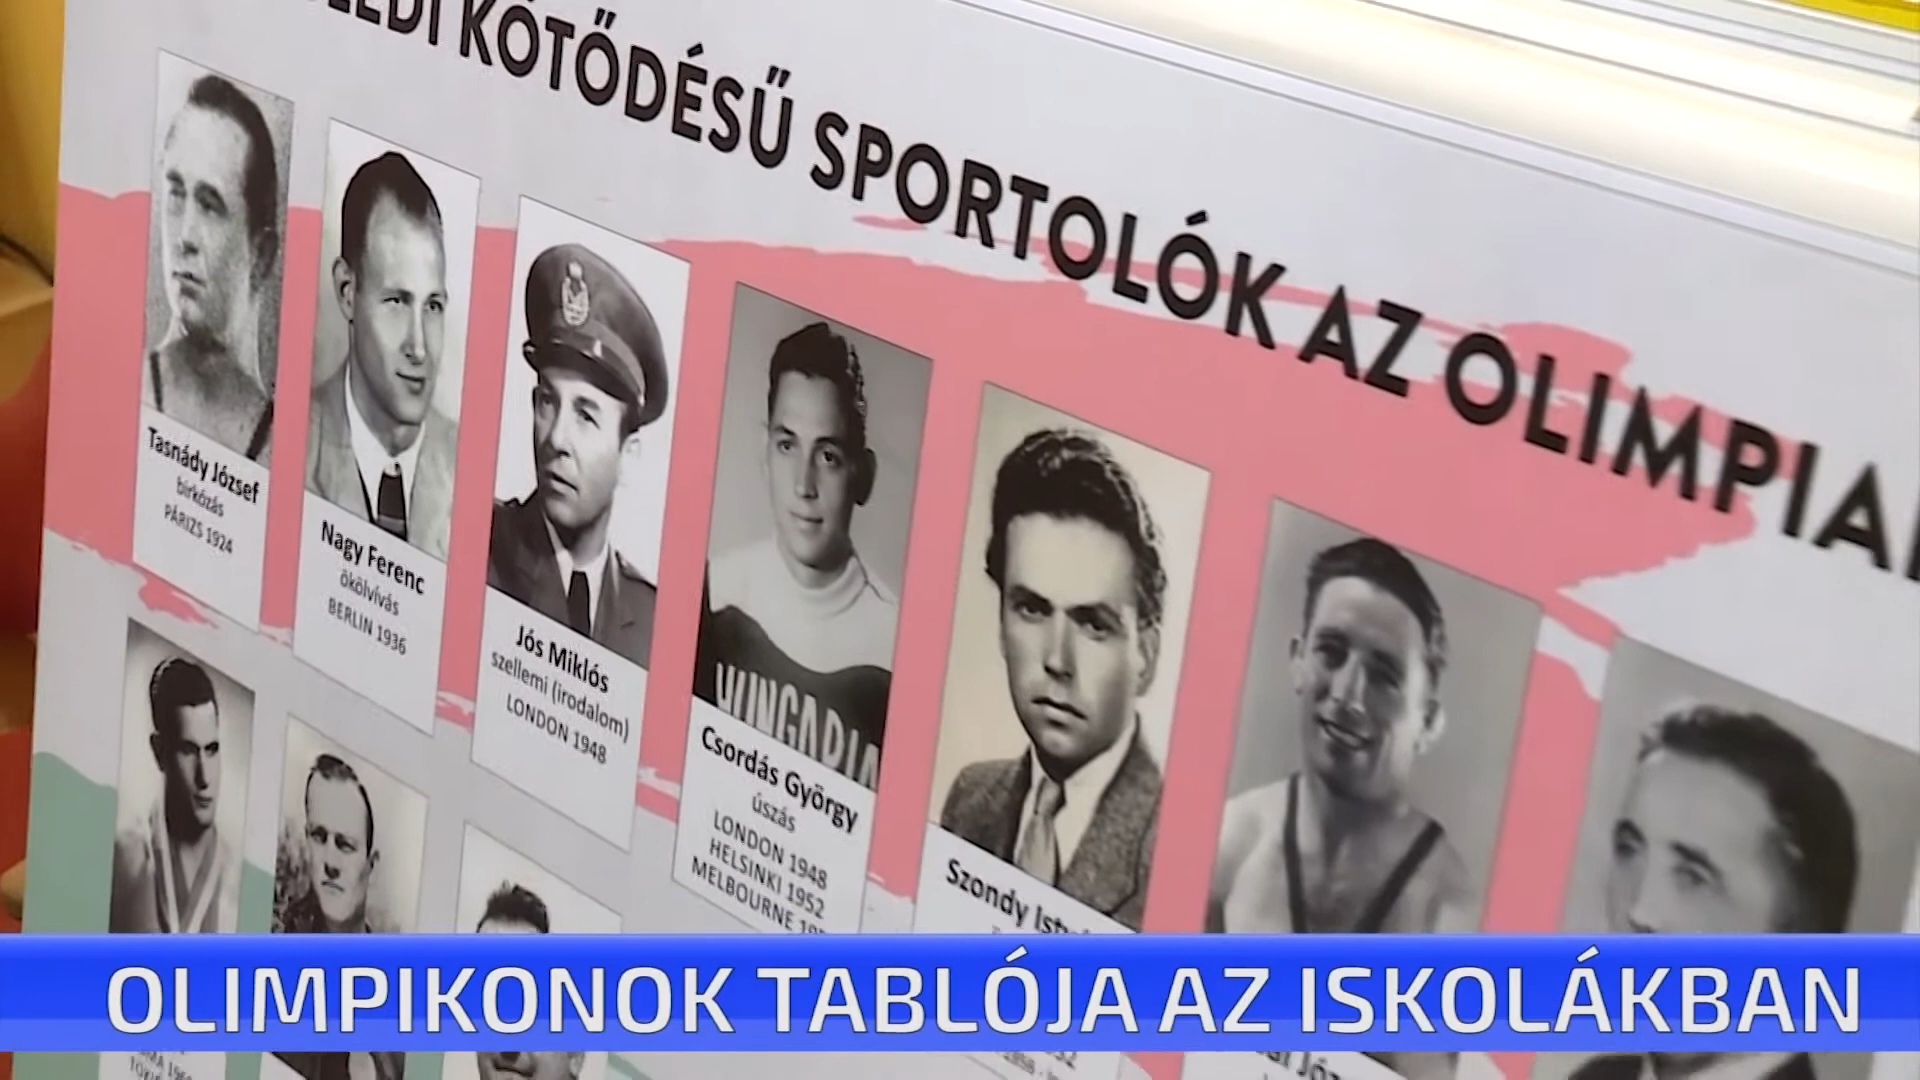 KÖTŐDÉSŰ SPORTOLÓK AZ
Tasnády József
birkózás
PÁRIZS 1924
Nagy Ferenc
ökölvívás
BERLIN 1936
Jós Miklós
szellemi (irodalom)
LONDON 1948
HUNGARIA
Csordás György
úszás
LONDON 1948
HELSINKI 1952
MELBOURNE
Szondy
OLIMPIKONOK TABLÓJA AZ ISKOLÁKBAN